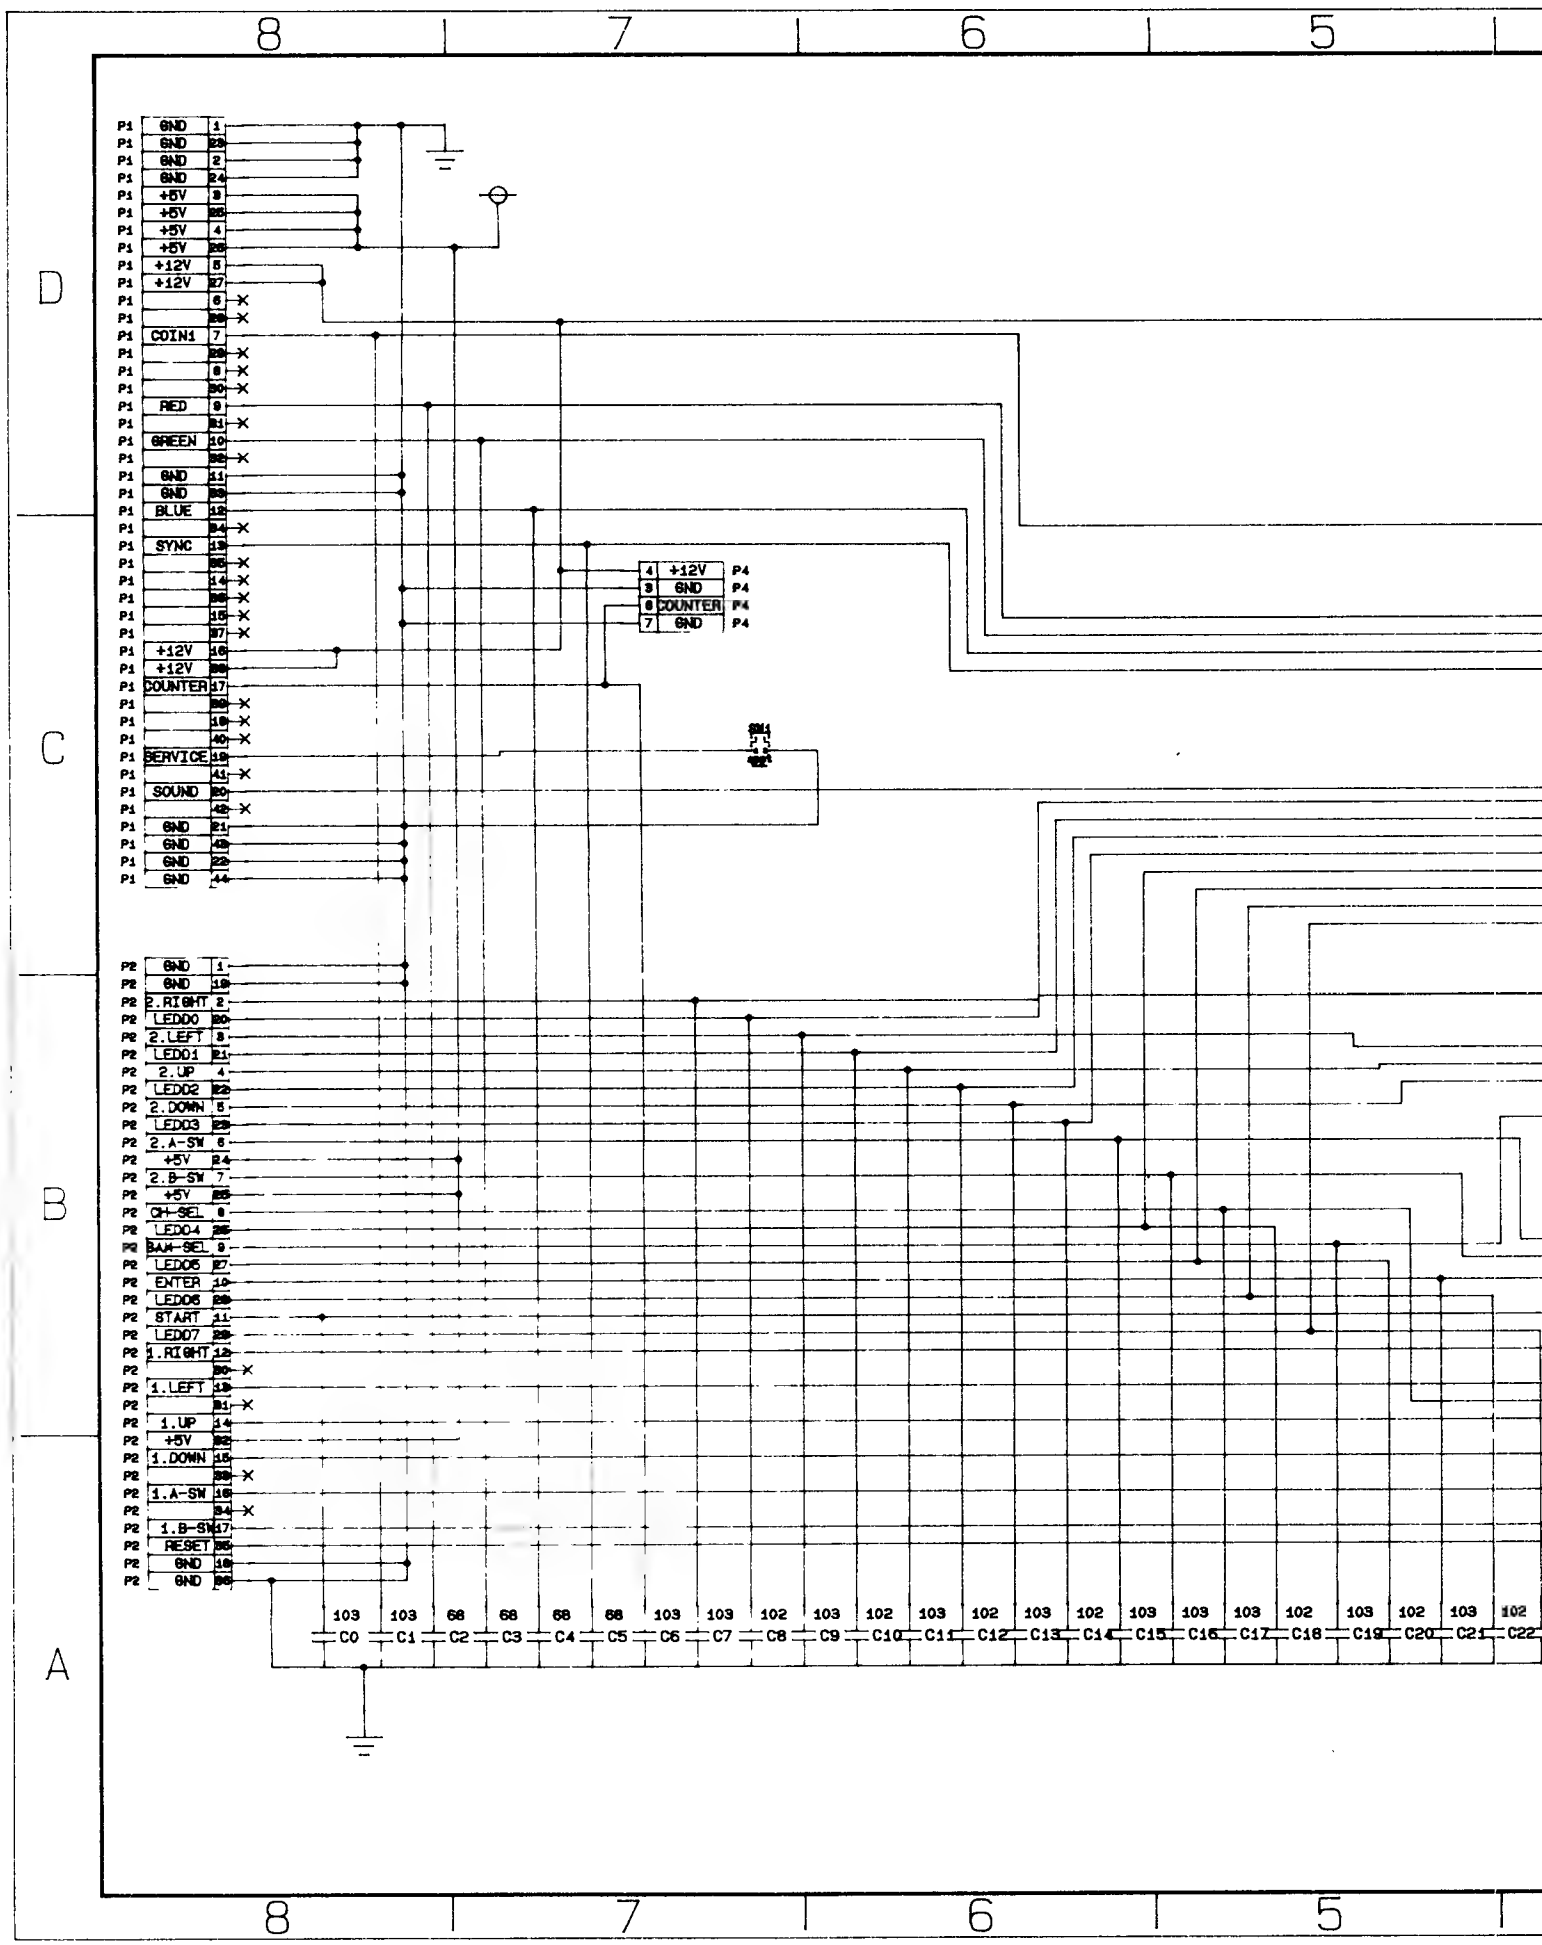 8 7 6 5
P1 GND 1
P1 GND 23
P1 GND 2
P1 GND 24
P1 +5V 3
P1 +5V 25
P1 +5V 4
P1 +5V 26
P1 +12V 5
P1 +12V 27
D
P1 6
P1 28
P1 COIN1 7
P1 29
P1 8
P1 30
P1 RED 9
P1 31
P1 GREEN 10
P1 32
P1 GND 11
P1 GND 33
P1 BLUE 12
P1 34
P1 SYNC 13
P1 35
4 +12V P4
P1 14
3 GND P4
P1 36
6 COUNTER P4
P1 15
7 GND P4
P1 37
P1 +12V 16
P1 +12V 38
P1 COUNTER 17
P1 39
P1 18
P1 40
C
P1 SERVICE 19
P1 41
P1 SOUND 20
P1 42
P1 GND 21
P1 GND 43
P1 GND 22
P1 GND 44
P2 GND 1
P2 GND 19
P2 2.RIGHT 2
P2 LEDD0 20
P2 2.LEFT 3
P2 LEDD1 21
P2 2.UP 4
P2 LEDD2 22
P2 2.DOWN 5
P2 LEDD3 23
P2 2.A-SW 6
P2 +5V 24
P2 2.B-SW 7
P2 +5V 25
B
P2 CH-SEL 8
P2 LEDD4 26
P2 9
P2 LEDD5 27
P2 ENTER 10
P2 LEDD6 28
P2 START 11
P2 LEDD7 29
P2 1.RIGHT 12
P2 30
P2 1.LEFT 13
P2 31
P2 1.UP 14
P2 +5V 32
P2 1.DOWN 15
P2 33
P2 1.A-SW 16
P2 34
P2 1.B-SW 17
P2 RESET 35
P2 GND 18
P2 GND 36
103 103 68 68 68 68 103 103 102 103 102 103 102 103 102 103 103 103 102 103 102 103 102
C0 C1 C2 C3 C4 C5 C6 C7 C8 C9 C10 C11 C12 C13 C14 C15 C16 C17 C18 C19 C20 C21 C22
A
8 7 6 5